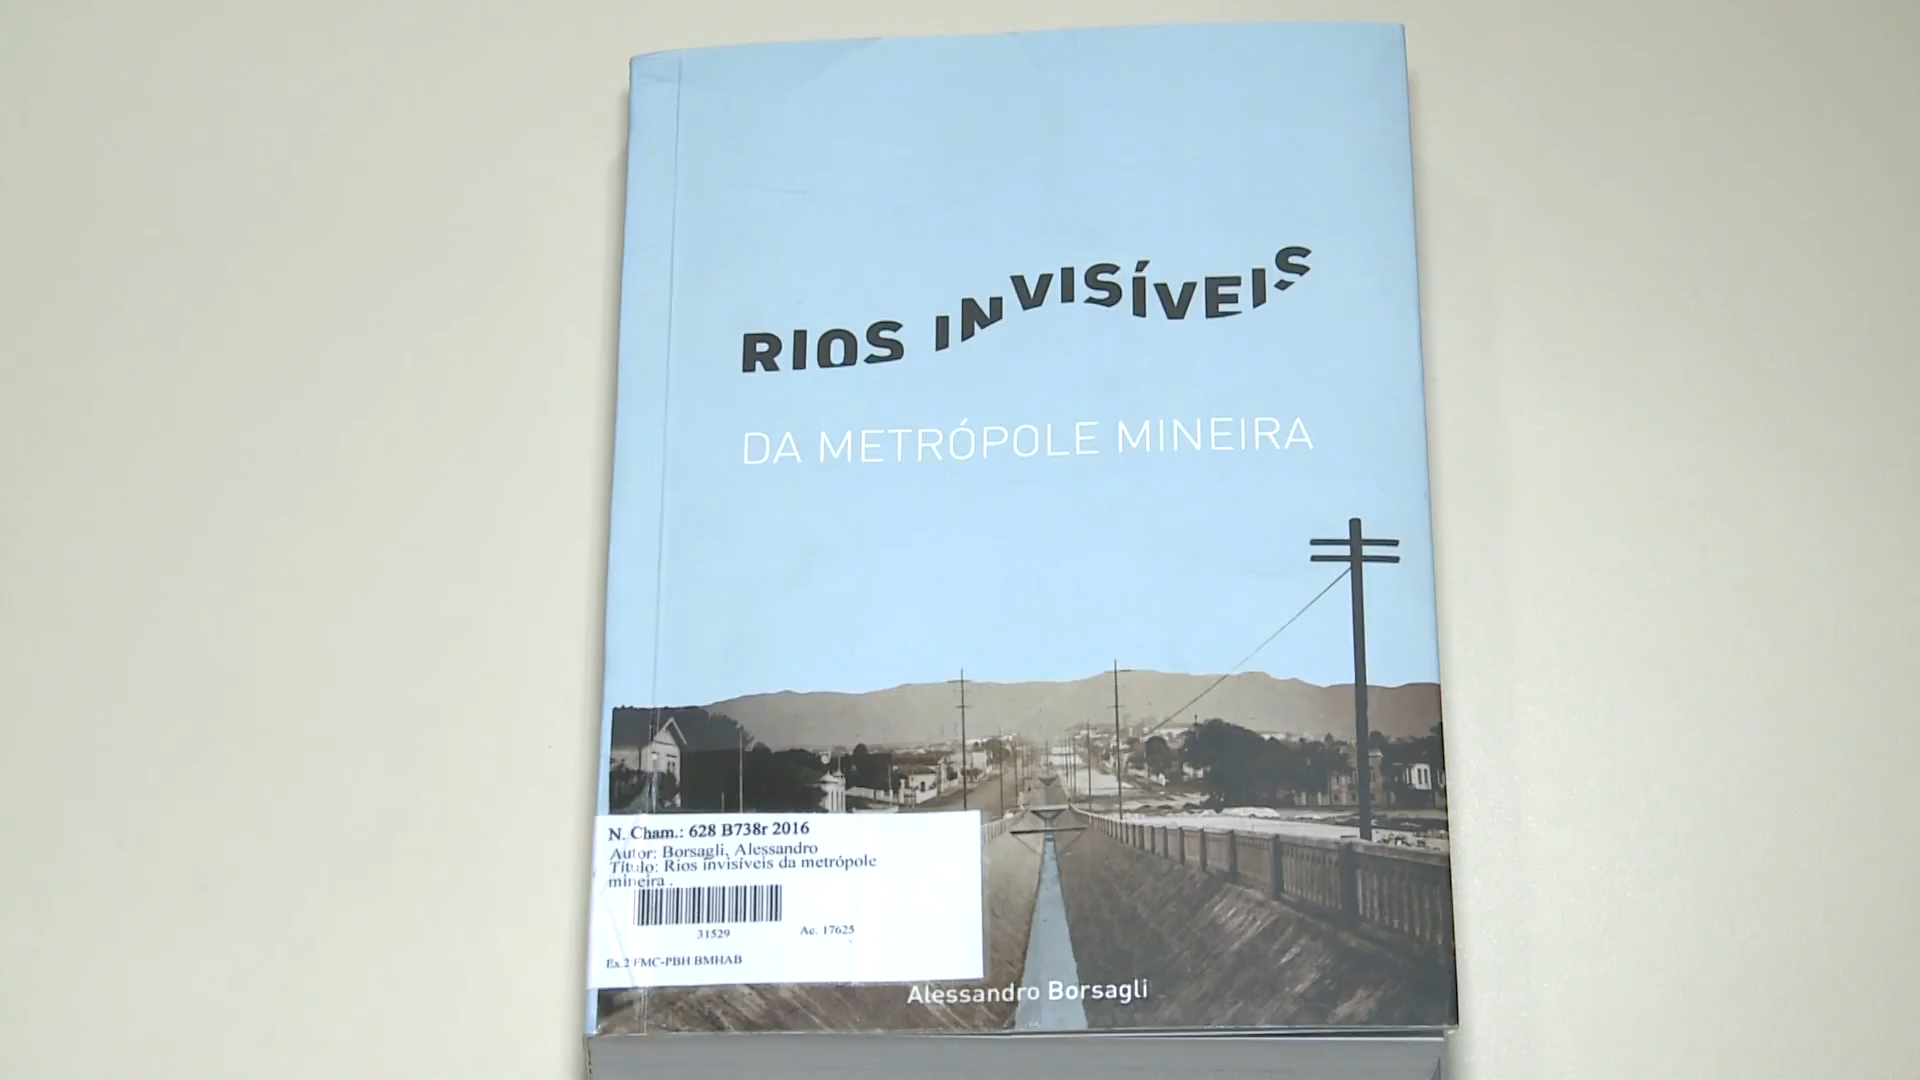 RIOS INVISÍVEIS
DA METRÓPOLE MINEIRA
N. Cham.: 628 B738r 2016
Autor: Borsagli, Alessandro
Título: Rios invisíveis da metrópole
mineira .
31529 Ac. 17625
Ex.2 FMC-PBH BMHAB
Alessandro Borsagli